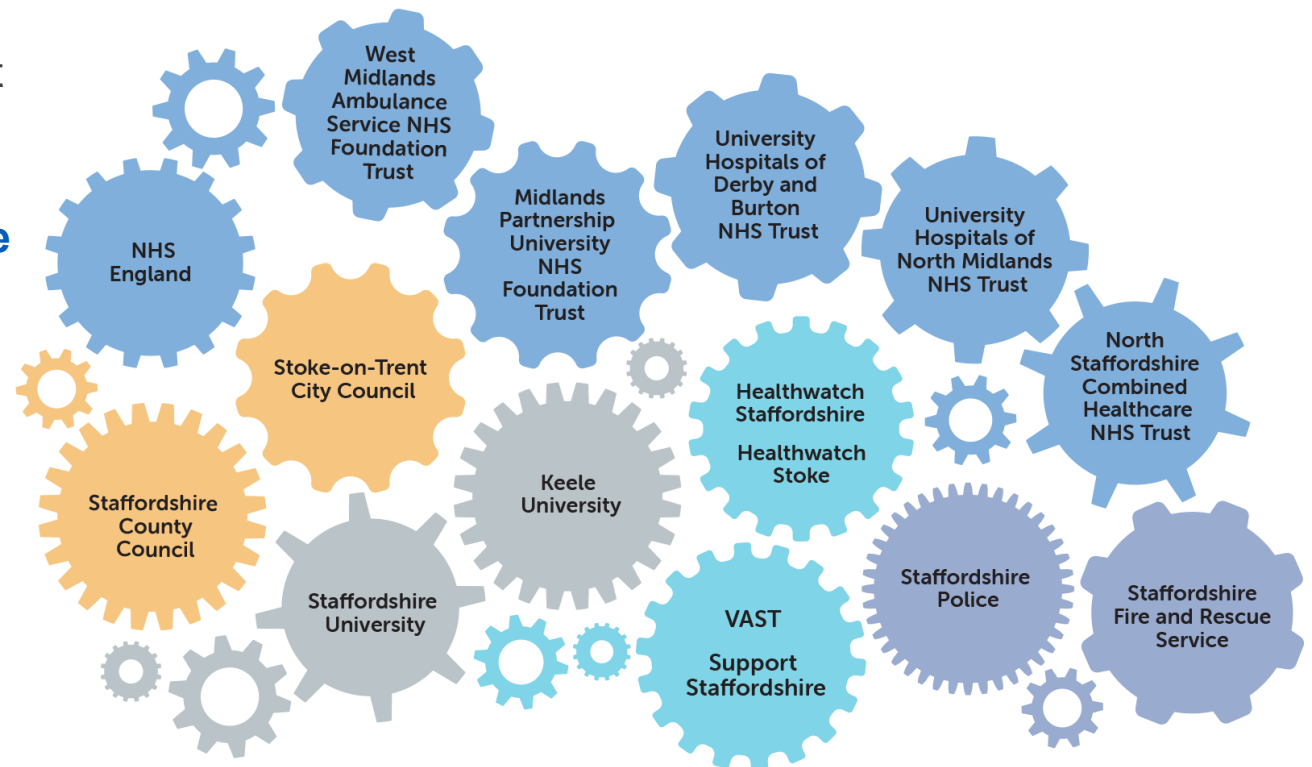 e
West
Midlands
Ambulance
Service NHS
Foundation
Trust
University
Hospitals of
Derby and
Burton
NHS Trust
Midlands
Partnership
University
NHS
Foundation
Trust
University
Hospitals of
North Midlands
NHS Trust
NHS
England
North
Staffordshire
Combined
Healthcare
NHS Trust
Stoke-on-Trent
City Council
Healthwatch
Staffordshire
Healthwatch
Stoke
Keele
University
Staffordshire
County
Council
Staffordshire
University
Staffordshire
Police
Staffordshire
Fire and Rescue
Service
VAST
Support
Staffordshire